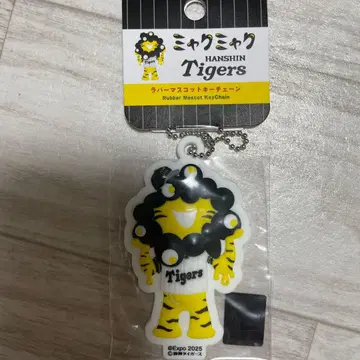 ミャクミャク
HANSHIN
Tigers
ラバーマスコットキーチェーン
Rubber Mascot KeyChain
Tigers
©Expo 2025
©阪神タイガース